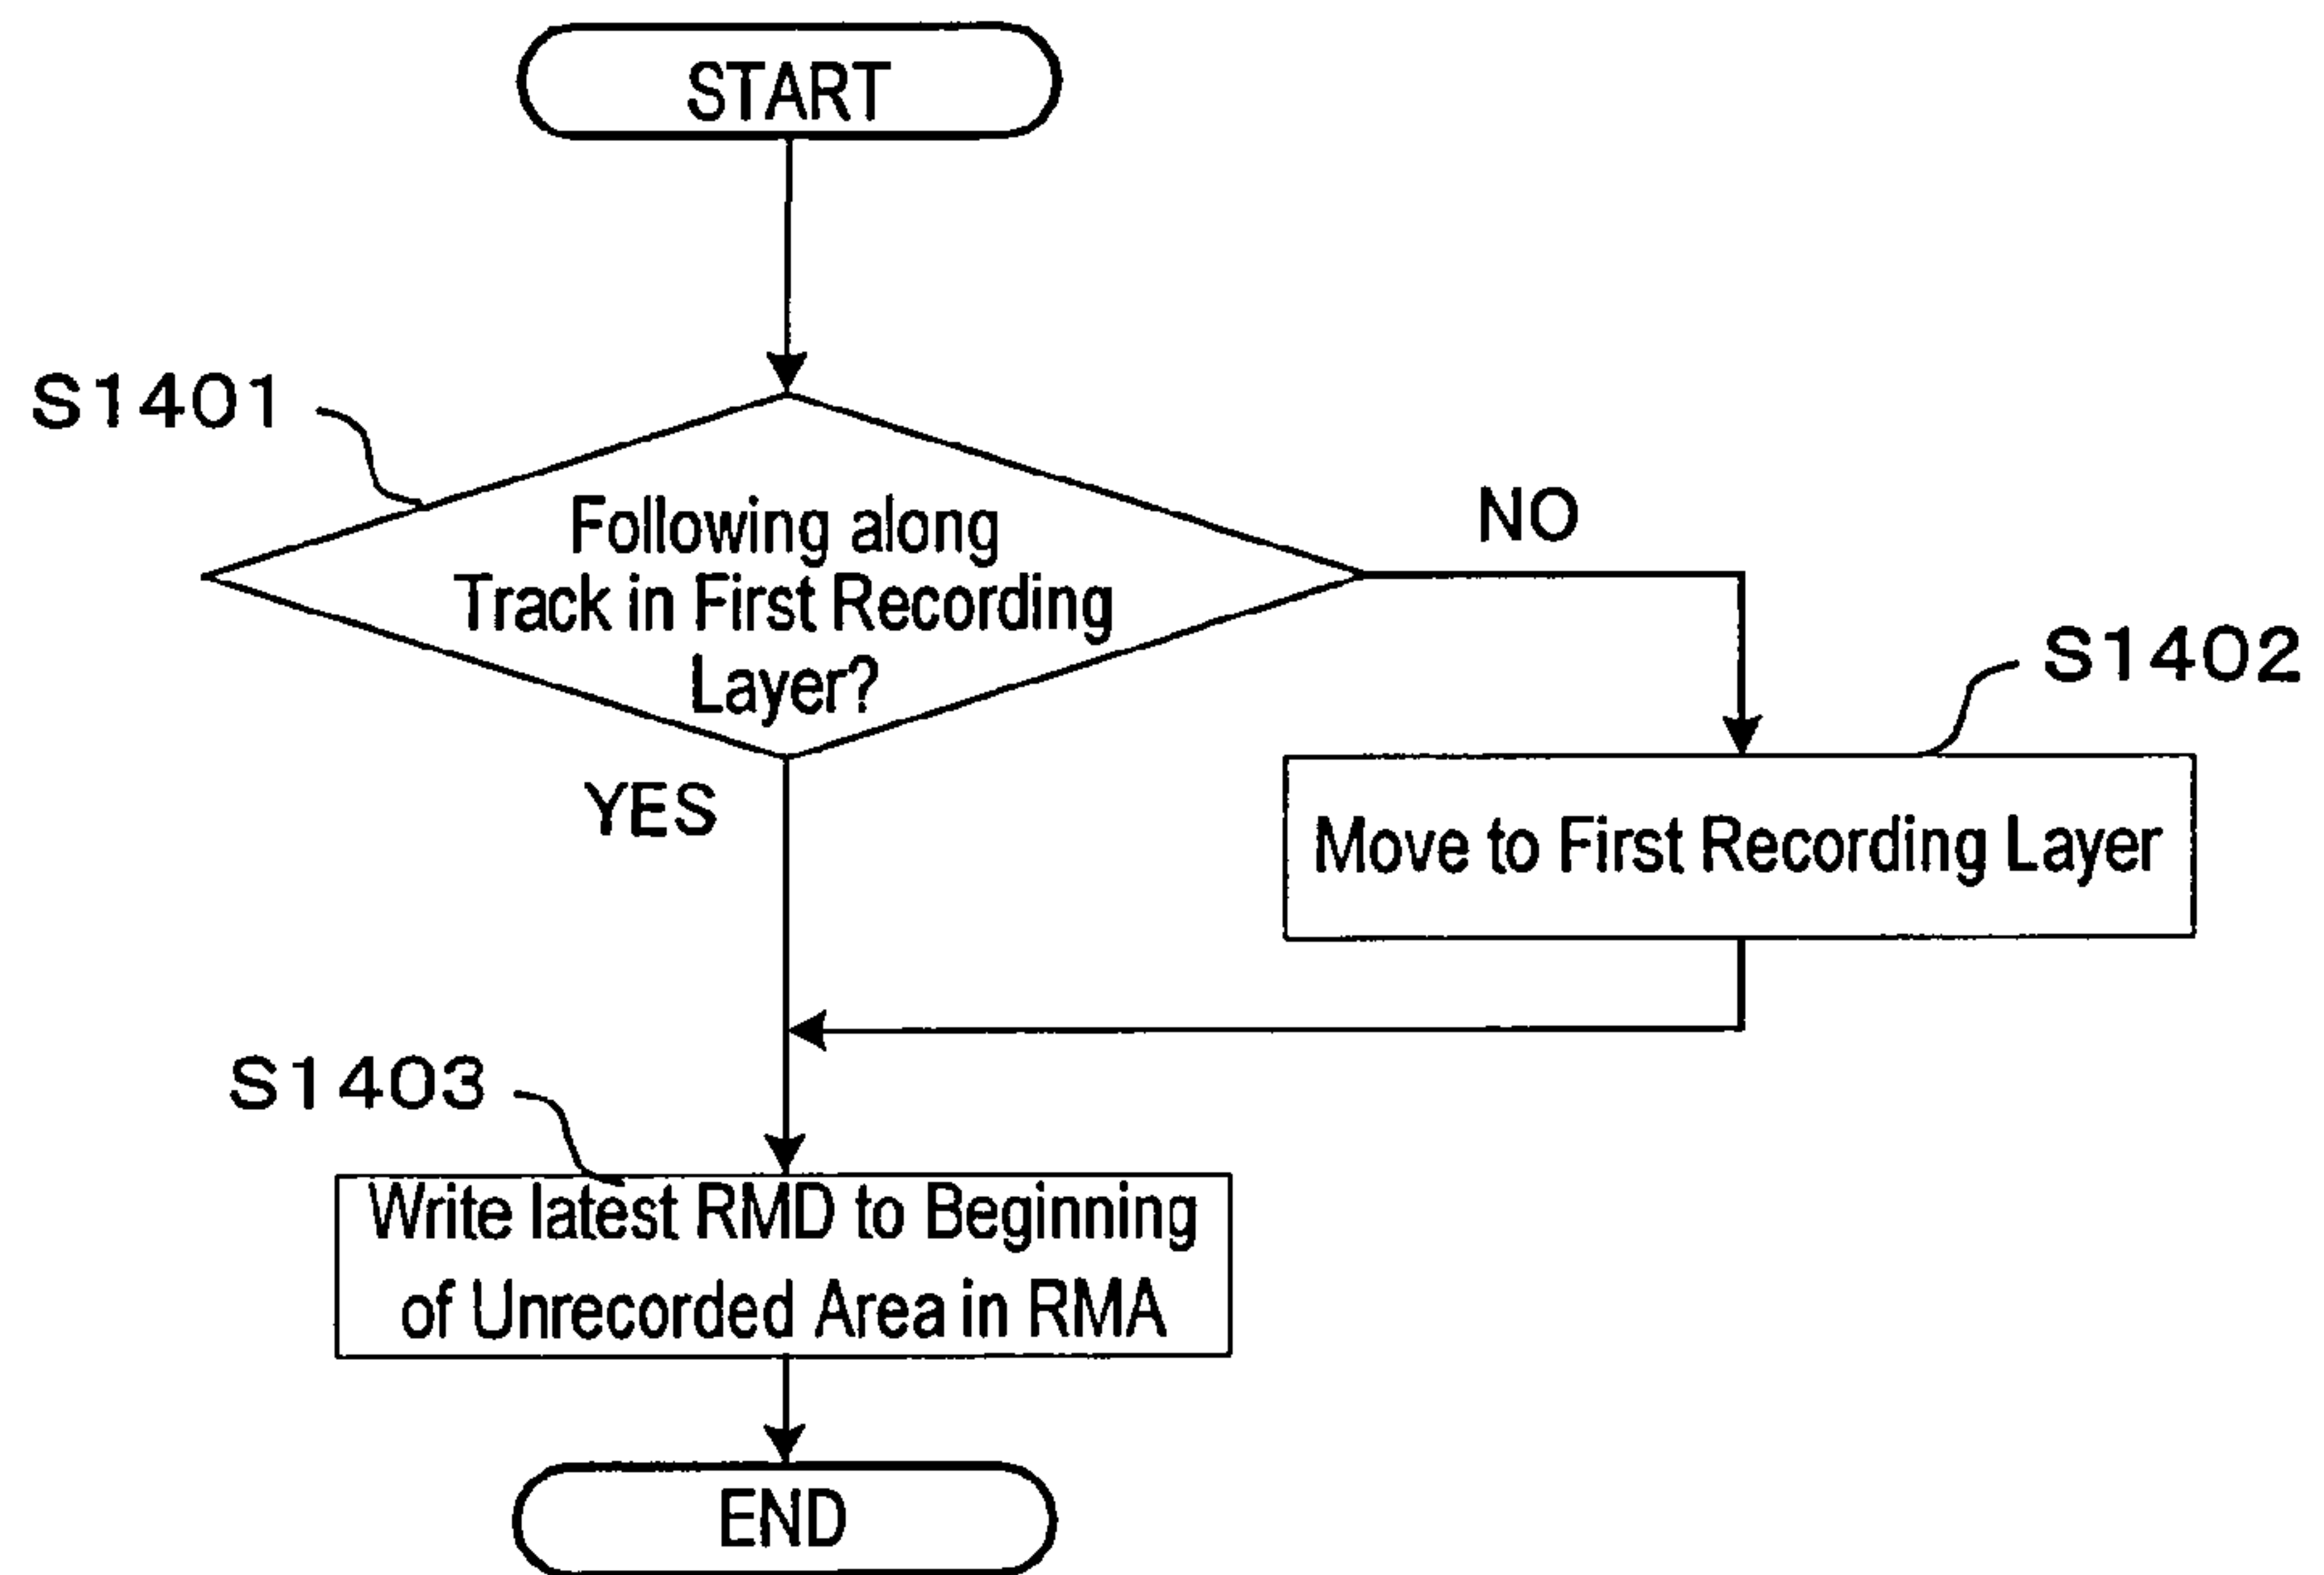 START
S1401
Following along
Track in First Recording
Layer?
NO
YES
S1402
Move to First Recording Layer
S1403
Write latest RMD to Beginning
of Unrecorded Area in RMA
END